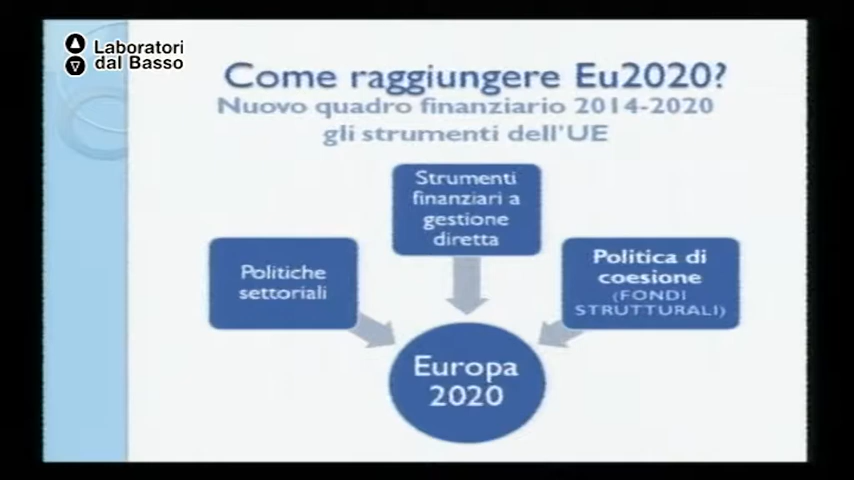 Laboratori
dal Basso
Come raggiungere Eu2020?
Nuovo quadro finanziario 2014-2020
gli strumenti dell'UE
Strumenti
finanziari a
gestione
diretta
Politiche
settoriali
Politica di
coesione
(FONDI
STRUTTURALI)
Europa
2020